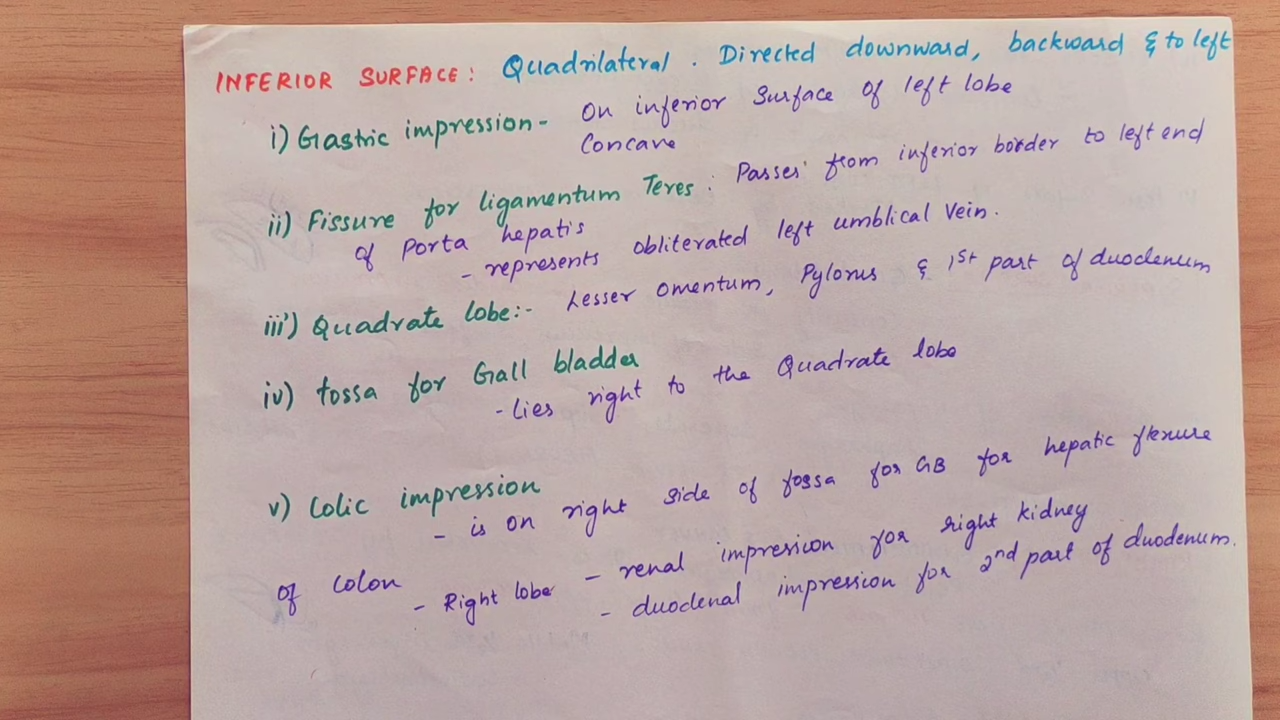 INFERIOR SURFACE: Quadrilateral. Directed downward, backward & to left
i) Gastric impression - On inferior Surface of left lobe
Concave
ii) Fissure for ligamentum Teres: Passes from inferior border to left end
of Porta hepatis
- represents obliterated left umblical Vein.
iii) Quadrate lobe:- Lesser omentum, Pylorus & 1st part of duodenum
iv) fossa for Gall bladder
- Lies right to the Quadrate lobe
v) Colic impression
- is on right side of fossa for GB for hepatic flexure
of colon
- Right lobe - renal impression for right kidney
- duodenal impression for 2nd part of duodenum.